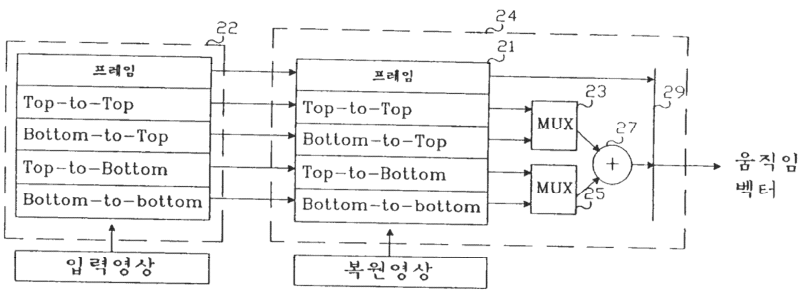 22
24
21
프레임
Top-to-Top
Bottom-to-Top
Top-to-Bottom
Bottom-to-bottom
프레임
Top-to-Top
Bottom-to-Top
Top-to-Bottom
Bottom-to-bottom
23
MUX
MUX
25
27
+
29
움직임
벡터
입력영상
복원영상